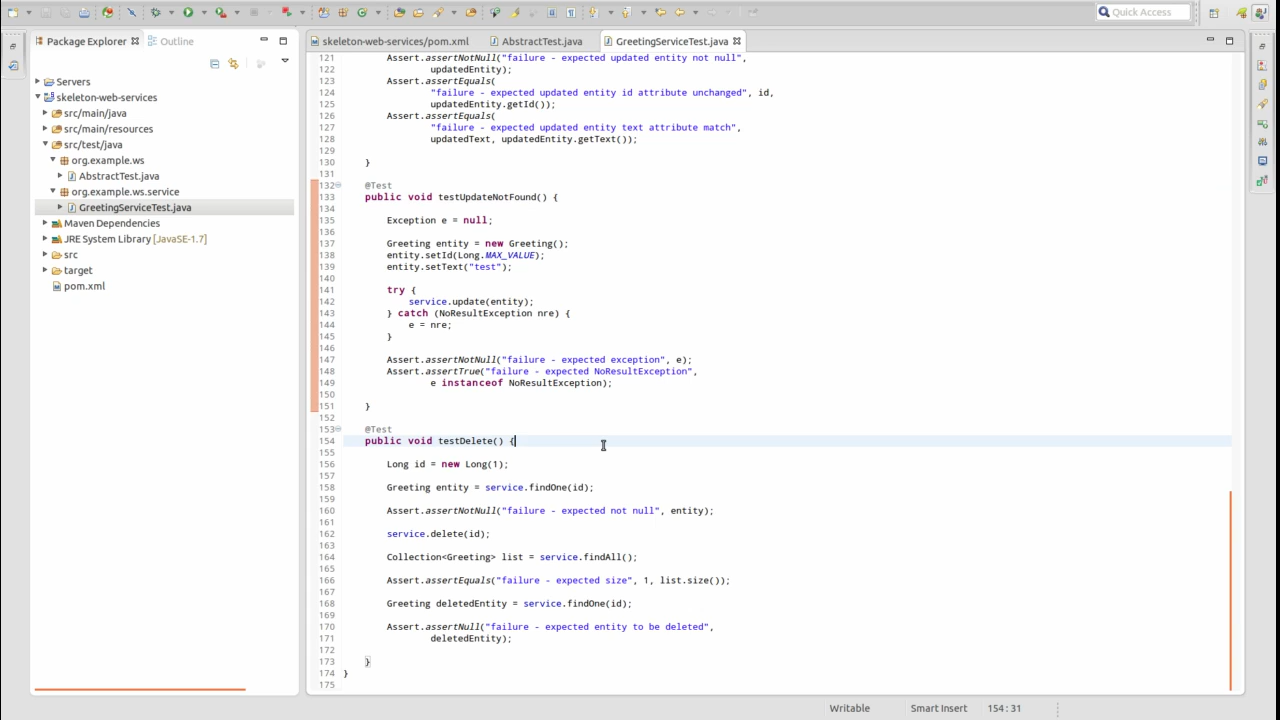 Quick Access
Package Explorer
Outline
Servers
skeleton-web-services
src/main/java
src/main/resources
src/test/java
org.example.ws
AbstractTest.java
org.example.ws.service
GreetingServiceTest.java
Maven Dependencies
JRE System Library [JavaSE-1.7]
src
target
pom.xml
skeleton-web-services/pom.xml
AbstractTest.java
GreetingServiceTest.java
121 Assert.assertNotNull("failure - expected updated entity not null",
122 updatedEntity);
123 Assert.assertEquals(
124 "failure - expected updated entity id attribute unchanged", id,
125 updatedEntity.getId());
126 Assert.assertEquals(
127 "failure - expected updated entity text attribute match",
128 updatedText, updatedEntity.getText());
129
130 }
131
132 @Test
133 public void testUpdateNotFound() {
134
135 Exception e = null;
136
137 Greeting entity = new Greeting();
138 entity.setId(Long.MAX_VALUE);
139 entity.setText("test");
140
141 try {
142 service.update(entity);
143 } catch (NoResultException nre) {
144 e = nre;
145 }
146
147 Assert.assertNotNull("failure - expected exception", e);
148 Assert.assertTrue("failure - expected NoResultException",
149 e instanceof NoResultException);
150
151 }
152
153 @Test
154 public void testDelete() {
155
156 Long id = new Long(1);
157
158 Greeting entity = service.findOne(id);
159
160 Assert.assertNotNull("failure - expected not null", entity);
161
162 service.delete(id);
163
164 Collection<Greeting> list = service.findAll();
165
166 Assert.assertEquals("failure - expected size", 1, list.size());
167
168 Greeting deletedEntity = service.findOne(id);
169
170 Assert.assertNull("failure - expected entity to be deleted",
171 deletedEntity);
172
173 }
174 }
175
Writable
Smart Insert
154 : 31